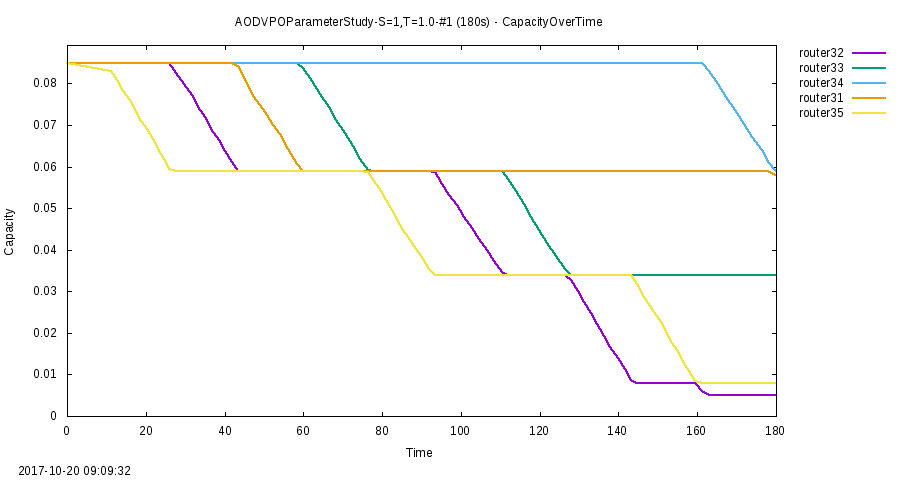 AODVPOParameterStudy-S=1,T=1.0-#1 (180s) - CapacityOverTime
router32
router33
router34
router31
router35
0.08
0.07
0.06
0.05
0.04
0.03
0.02
0.01
0
Capacity
0 20 40 60 80 100 120 140 160 180
Time
2017-10-20 09:09:32